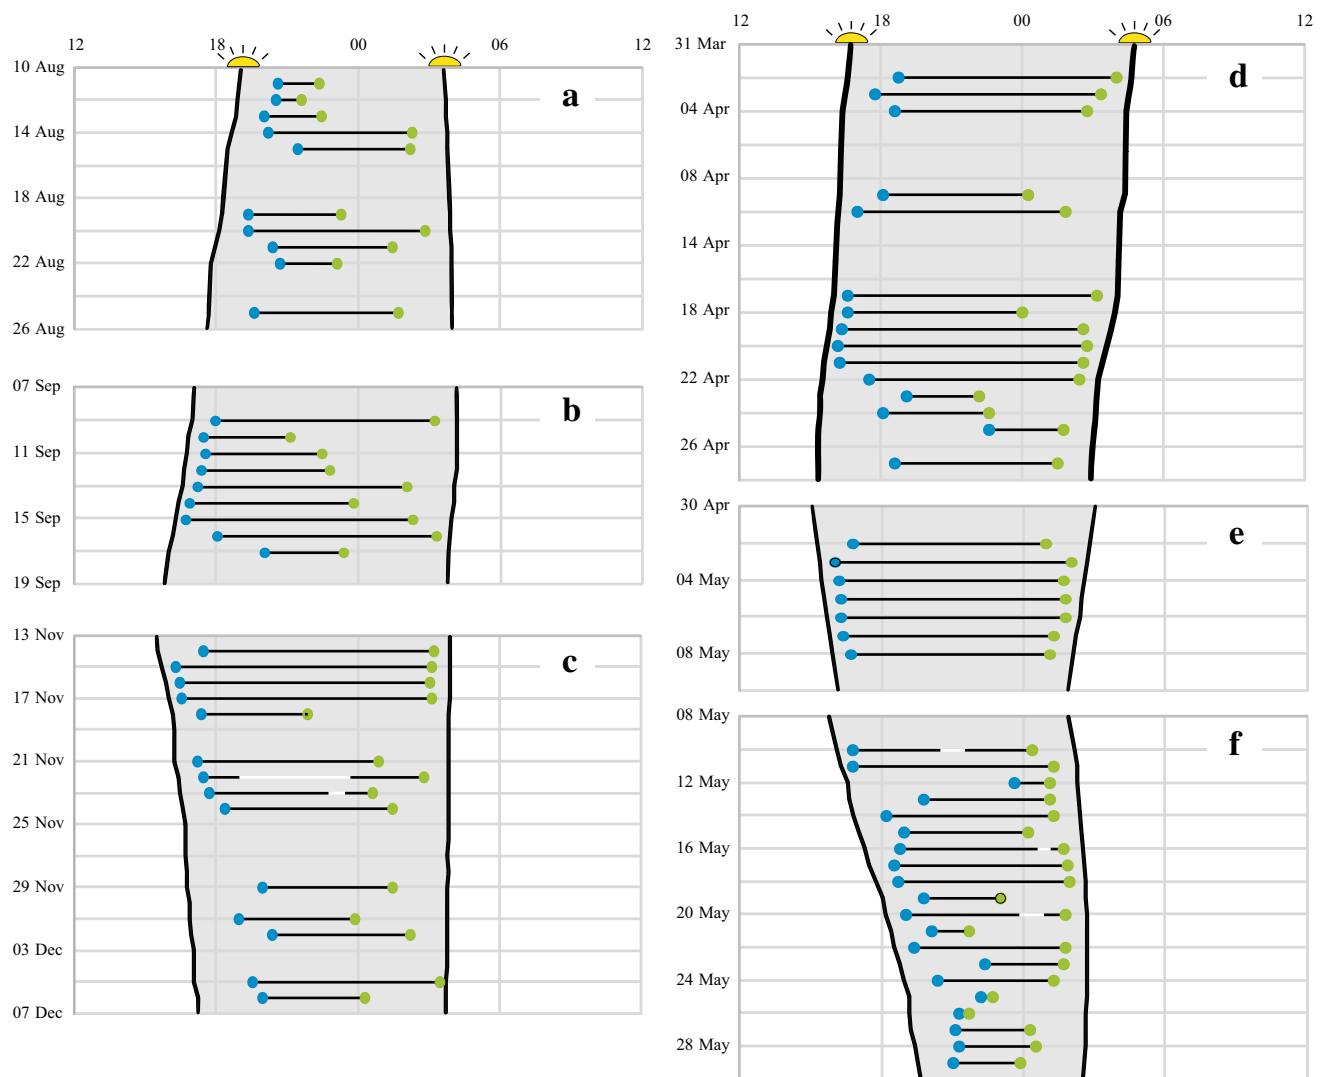 12 18 00 06 12
10 Aug
a
14 Aug
18 Aug
22 Aug
26 Aug
07 Sep
b
11 Sep
15 Sep
19 Sep
13 Nov
c
17 Nov
21 Nov
25 Nov
29 Nov
03 Dec
07 Dec
12 18 00 06 12
31 Mar
d
04 Apr
08 Apr
14 Apr
18 Apr
22 Apr
26 Apr
30 Apr
e
04 May
08 May
08 May
f
12 May
16 May
20 May
24 May
28 May